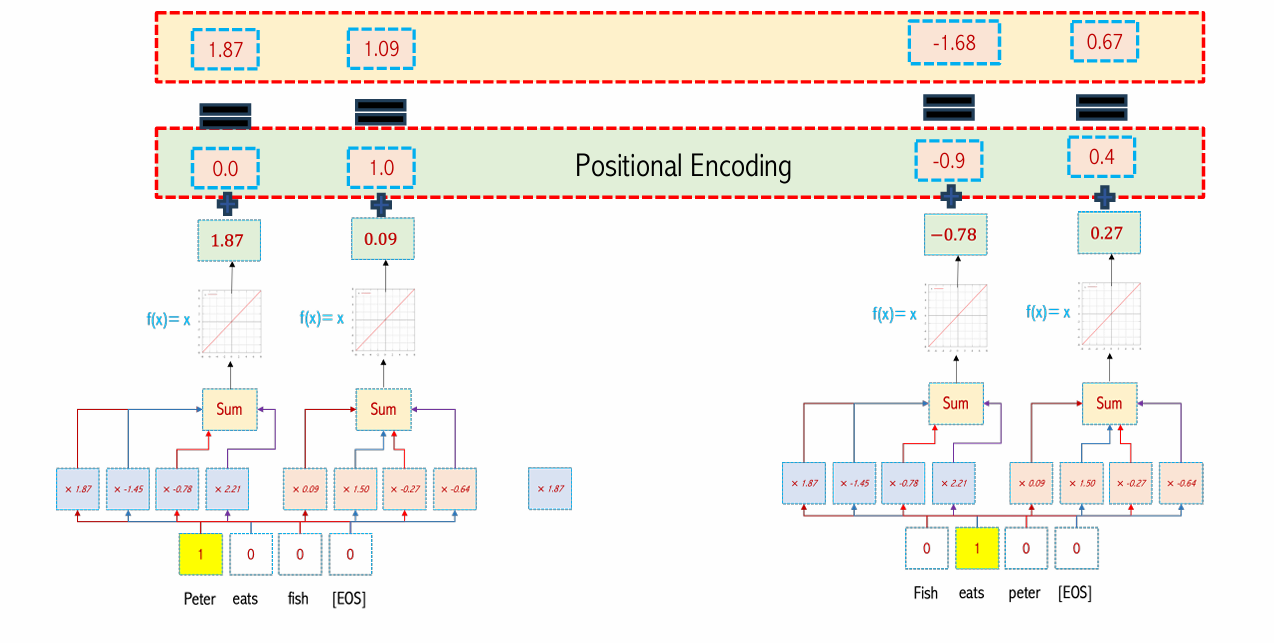 1.87 1.09 -1.68 0.67
0.0 1.0 Positional Encoding -0.9 0.4
1.87 0.09 −0.78 0.27
f(x)= x f(x)= x f(x)= x f(x)= x
Sum Sum Sum Sum
× 1.87 × -1.45 × -0.78 × 2.21 × 0.09 × 1.50 × -0.27 × -0.64 × 1.87 × 1.87 × -1.45 × -0.78 × 2.21 × 0.09 × 1.50 × -0.27 × -0.64
1 0 0 0 0 1 0 0
Peter eats fish [EOS] Fish eats peter [EOS]